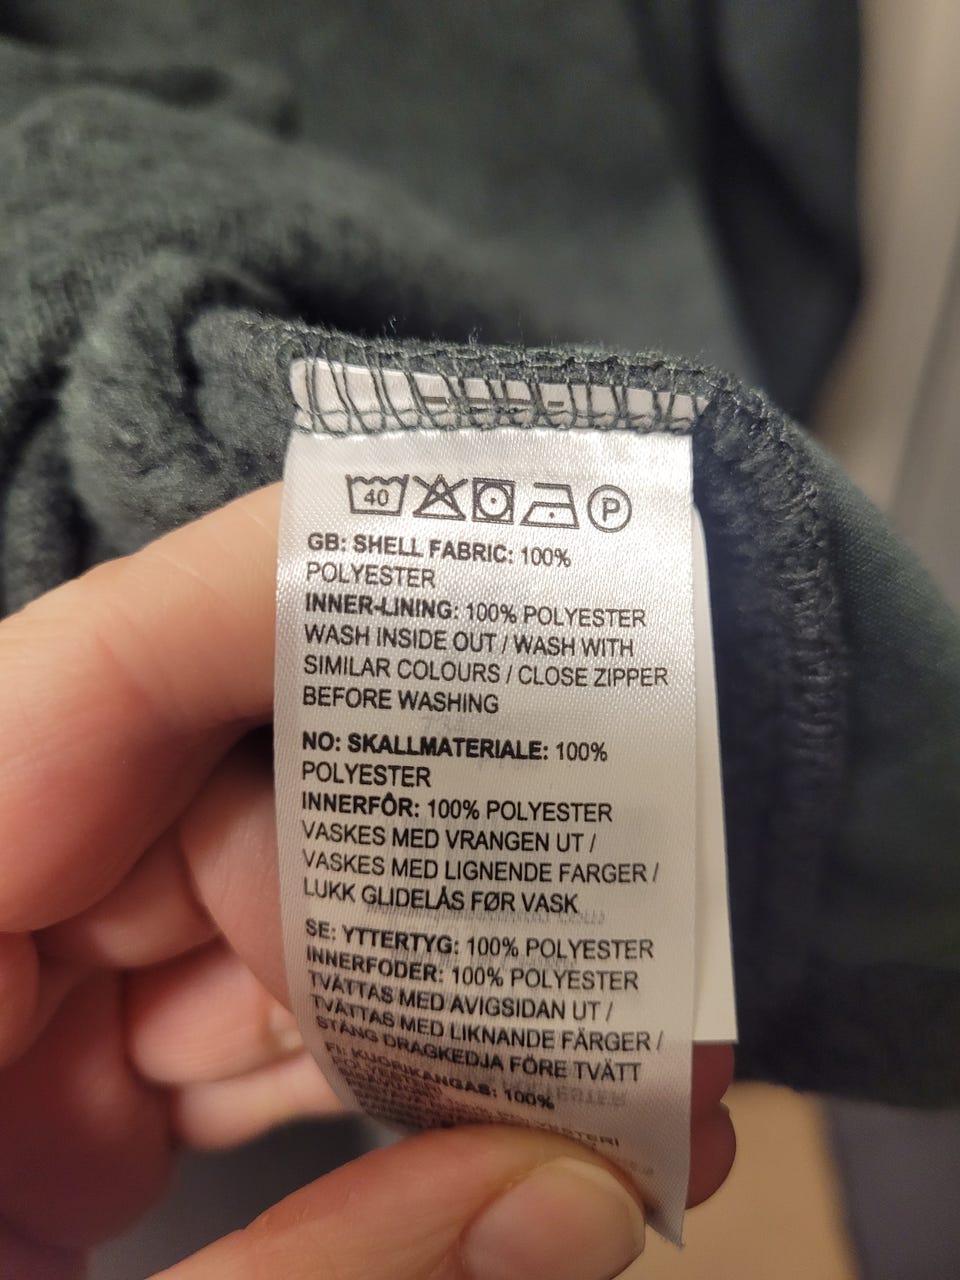 40 P
GB: SHELL FABRIC: 100%
POLYESTER
INNER-LINING: 100% POLYESTER
WASH INSIDE OUT / WASH WITH
SIMILAR COLOURS / CLOSE ZIPPER
BEFORE WASHING
NO: SKALLMATERIALE: 100%
POLYESTER
INNERFÔR: 100% POLYESTER
VASKES MED VRANGEN UT /
VASKES MED LIGNENDE FARGER /
LUKK GLIDELÅS FØR VASK
SE: YTTERTYG: 100% POLYESTER
INNERFODER: 100% POLYESTER
TVÄTTAS MED AVIGSIDAN UT /
TVÄTTAS MED LIKNANDE FÄRGER /
STÄNG DRAGKEDJA FÖRE TVÄTT
FI: KUORIKANGAS: 100%